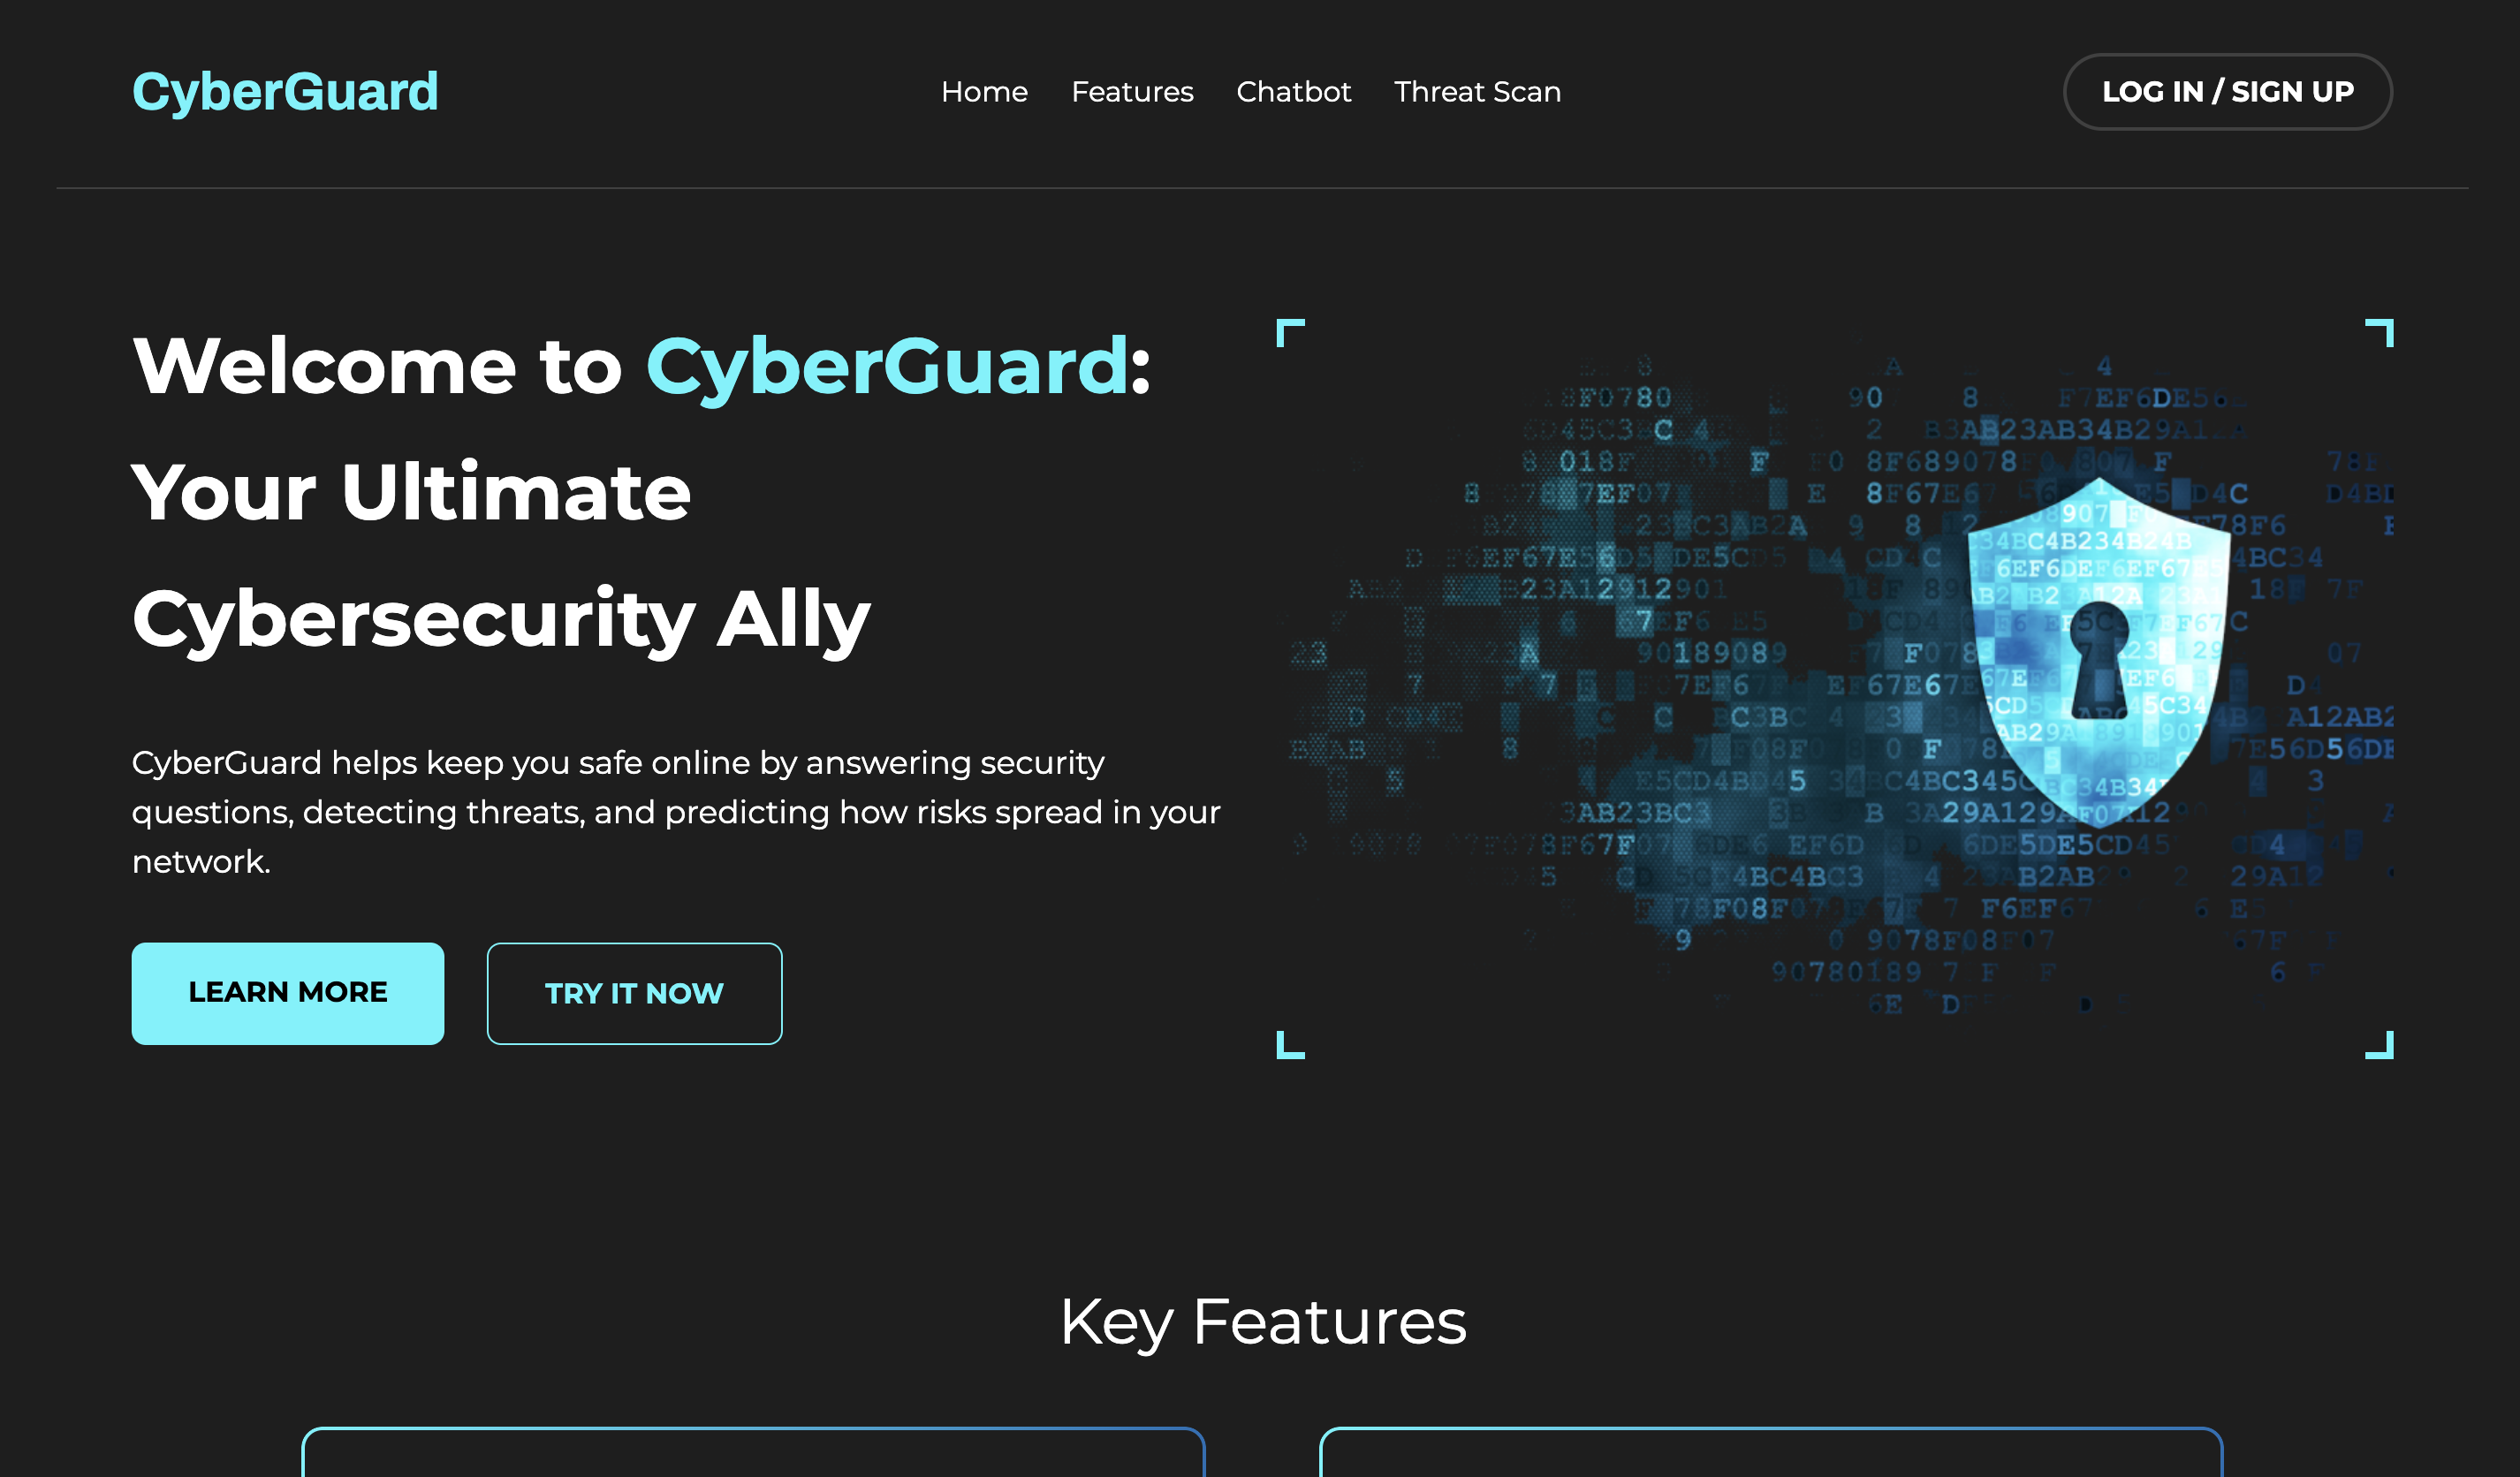 CyberGuard
Home Features Chatbot Threat Scan
LOG IN / SIGN UP
Welcome to CyberGuard:
Your Ultimate
Cybersecurity Ally
CyberGuard helps keep you safe online by answering security
questions, detecting threats, and predicting how risks spread in your
network.
LEARN MORE
TRY IT NOW
Key Features